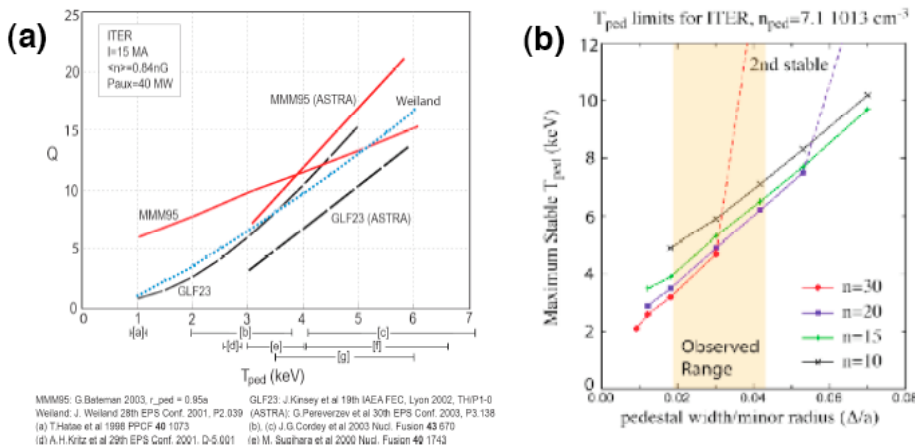 (a)
Q
25
20
15
10
5
0
ITER
I=15 MA
<n>=0.84nG
Paux=40 MW
MMM95 (ASTRA)
Weiland
MMM95
GLF23 (ASTRA)
GLF23
0 1 2 3 4 5 6 7
[a] [b] [c]
[d] [e] [f]
[g]
T_ped (keV)
MMM95: G.Bateman 2003, r_ped = 0.95a
Weiland: J. Weiland 28th EPS Conf. 2001, P2.039
(a) T.Hatae et al 1998 PPCF 40 1073
(d) A.H.Kritz et al 29th EPS Conf. 2001, D-5.001
GLF23: J.Kinsey et al 19th IAEA FEC, Lyon 2002, TH/P1-0
(ASTRA): G.Pereverzev et al 30th EPS Conf. 2003, P3.138
(b) (c) J.G.Cordey et al 2003 Nucl. Fusion 43 670
(e) M. Sugihara et al 2000 Nucl. Fusion 40 1743
(b)
T_ped limits for ITER, n_ped=7.1 1013 cm^-3
Maximum Stable T_ped (keV)
12
10
8
6
4
2
0
2nd stable
n=30
n=20
n=15
n=10
Observed
Range
0.00 0.02 0.04 0.06 0.08
pedestal width/minor radius (Δ/a)